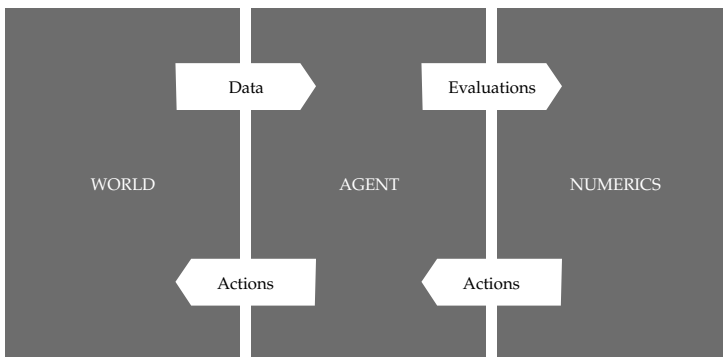 Data
Evaluations
WORLD
AGENT
NUMERICS
Actions
Actions